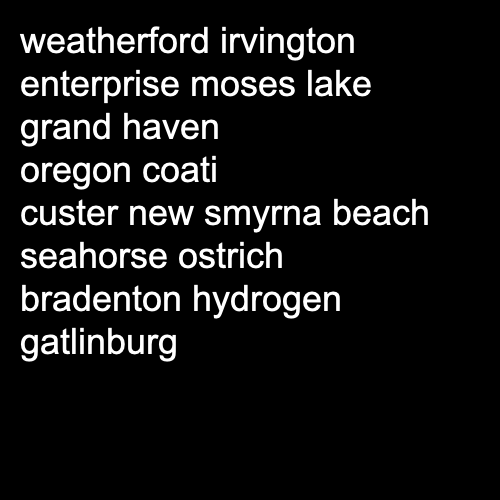 weatherford irvington
enterprise moses lake
grand haven
oregon coati
custer new smyrna beach
seahorse ostrich
bradenton hydrogen
gatlinburg